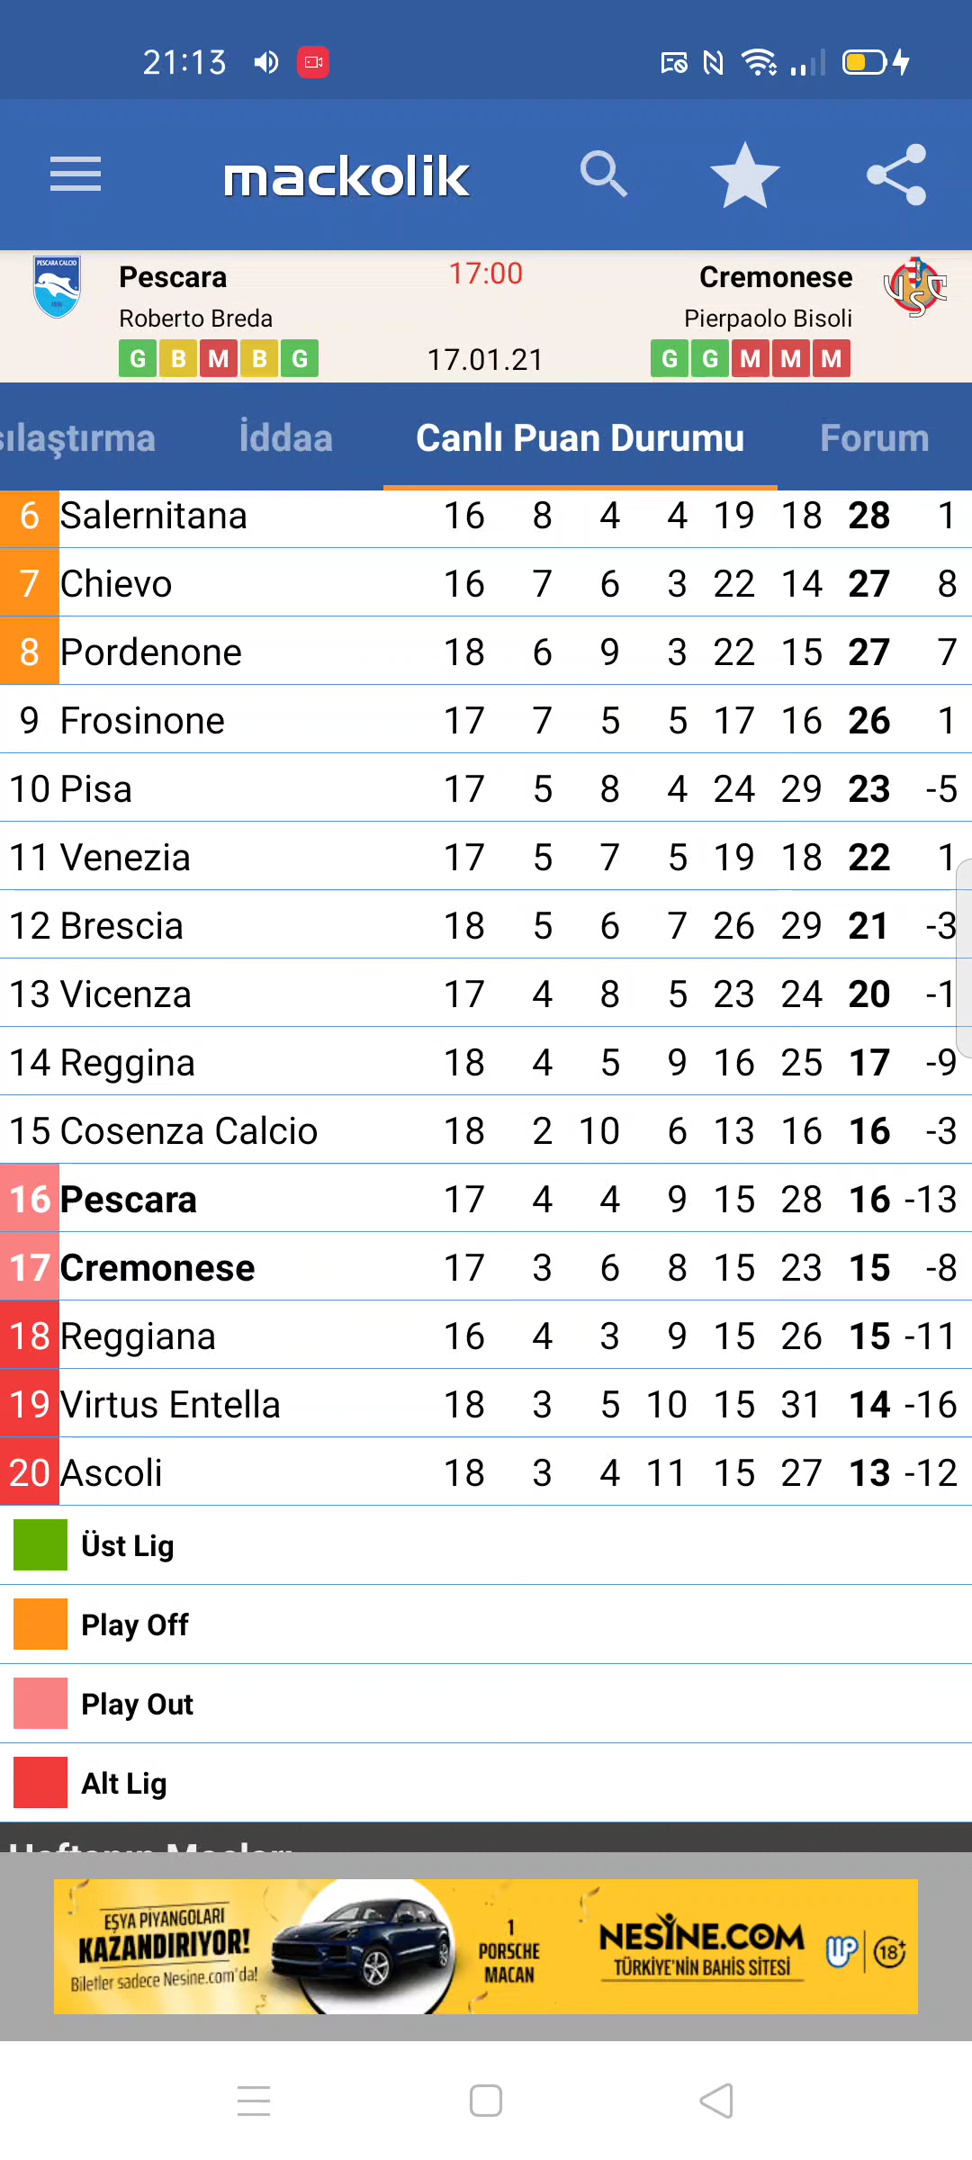 21:13
mackolik
Pescara 17:00 Cremonese
Roberto Breda Pierpaolo Bisoli
G B M B G 17.01.21 G G M M M
sılaştırma İddaa Canlı Puan Durumu Forum
6 Salernitana 16 8 4 4 19 18 28 1
7 Chievo 16 7 6 3 22 14 27 8
8 Pordenone 18 6 9 3 22 15 27 7
9 Frosinone 17 7 5 5 17 16 26 1
10 Pisa 17 5 8 4 24 29 23 -5
11 Venezia 17 5 7 5 19 18 22 1
12 Brescia 18 5 6 7 26 29 21 -3
13 Vicenza 17 4 8 5 23 24 20 -1
14 Reggina 18 4 5 9 16 25 17 -9
15 Cosenza Calcio 18 2 10 6 13 16 16 -3
16 Pescara 17 4 4 9 15 28 16 -13
17 Cremonese 17 3 6 8 15 23 15 -8
18 Reggiana 16 4 3 9 15 26 15 -11
19 Virtus Entella 18 3 5 10 15 31 14 -16
20 Ascoli 18 3 4 11 15 27 13 -12
Üst Lig
Play Off
Play Out
Alt Lig
Haftanın Maçları
EŞYA PİYANGOLARI
KAZANDIRIYOR!
Biletler sadece Nesine.com'da!
1
PORSCHE
MACAN
NESİNE.COM
TÜRKİYE'NİN BAHİS SİTESİ
18+